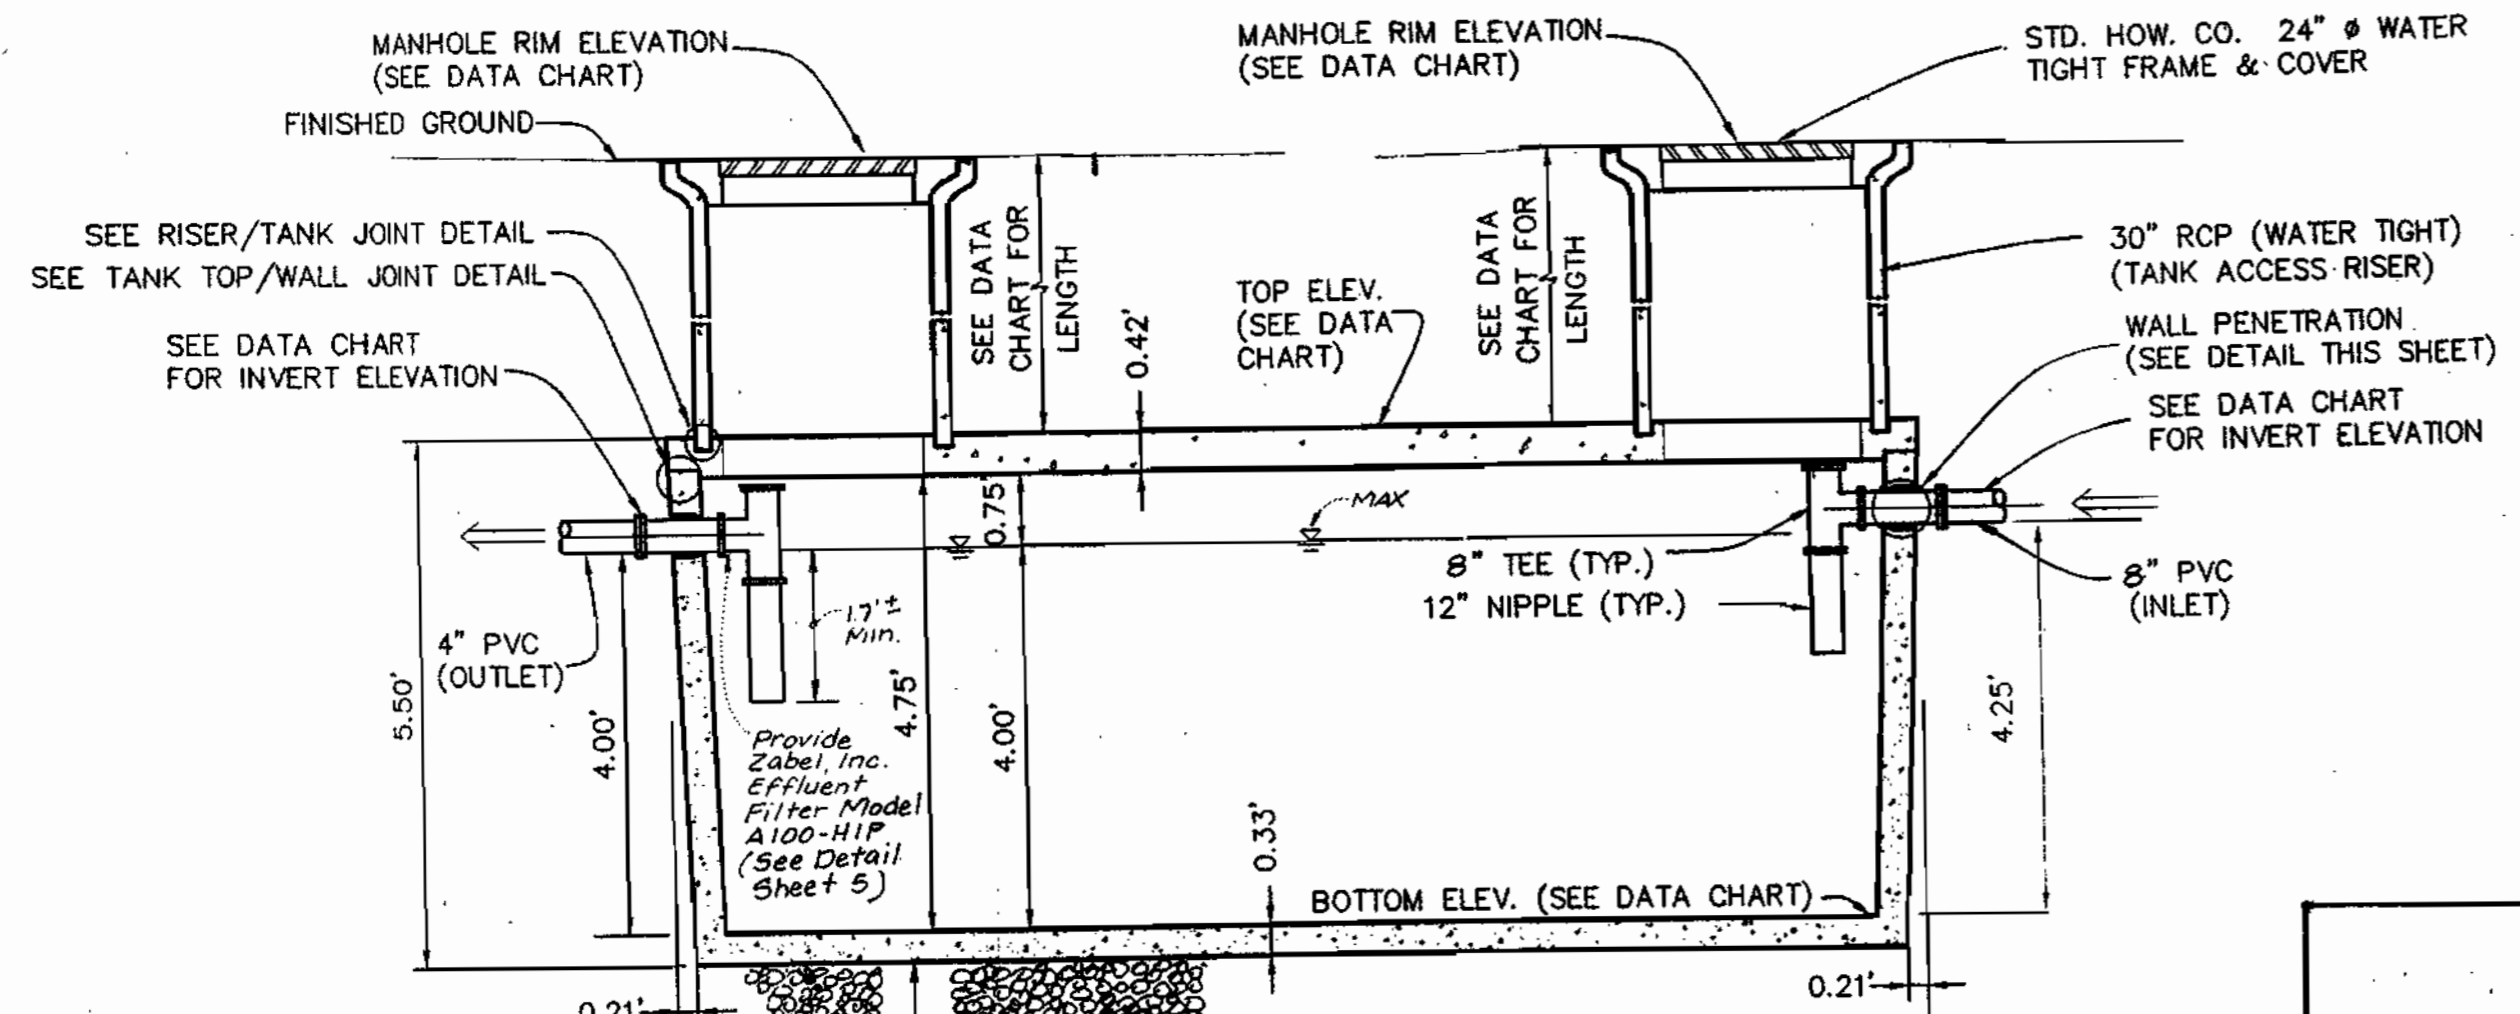 MANHOLE RIM ELEVATION
(SEE DATA CHART)
MANHOLE RIM ELEVATION
(SEE DATA CHART)
STD. HOW. CO. 24" ø WATER
TIGHT FRAME & COVER
FINISHED GROUND
SEE RISER/TANK JOINT DETAIL
SEE TANK TOP/WALL JOINT DETAIL
SEE DATA CHART
FOR INVERT ELEVATION
SEE DATA
CHART FOR
LENGTH
0.42'
TOP ELEV.
(SEE DATA
CHART)
SEE DATA
CHART FOR
LENGTH
30" RCP (WATER TIGHT)
(TANK ACCESS RISER)
WALL PENETRATION
(SEE DETAIL THIS SHEET)
SEE DATA CHART
FOR INVERT ELEVATION
0.75'
MAX
8" TEE (TYP.)
12" NIPPLE (TYP.)
8" PVC
(INLET)
4" PVC
(OUTLET)
1.7'±
Min.
5.50'
4.00'
4.75'
4.00'
4.25'
Provide
Zabel, Inc.
Effluent
Filter Model
A100-HIP
(See Detail
Sheet 5)
0.33'
BOTTOM ELEV. (SEE DATA CHART)
0.21'
0.21'